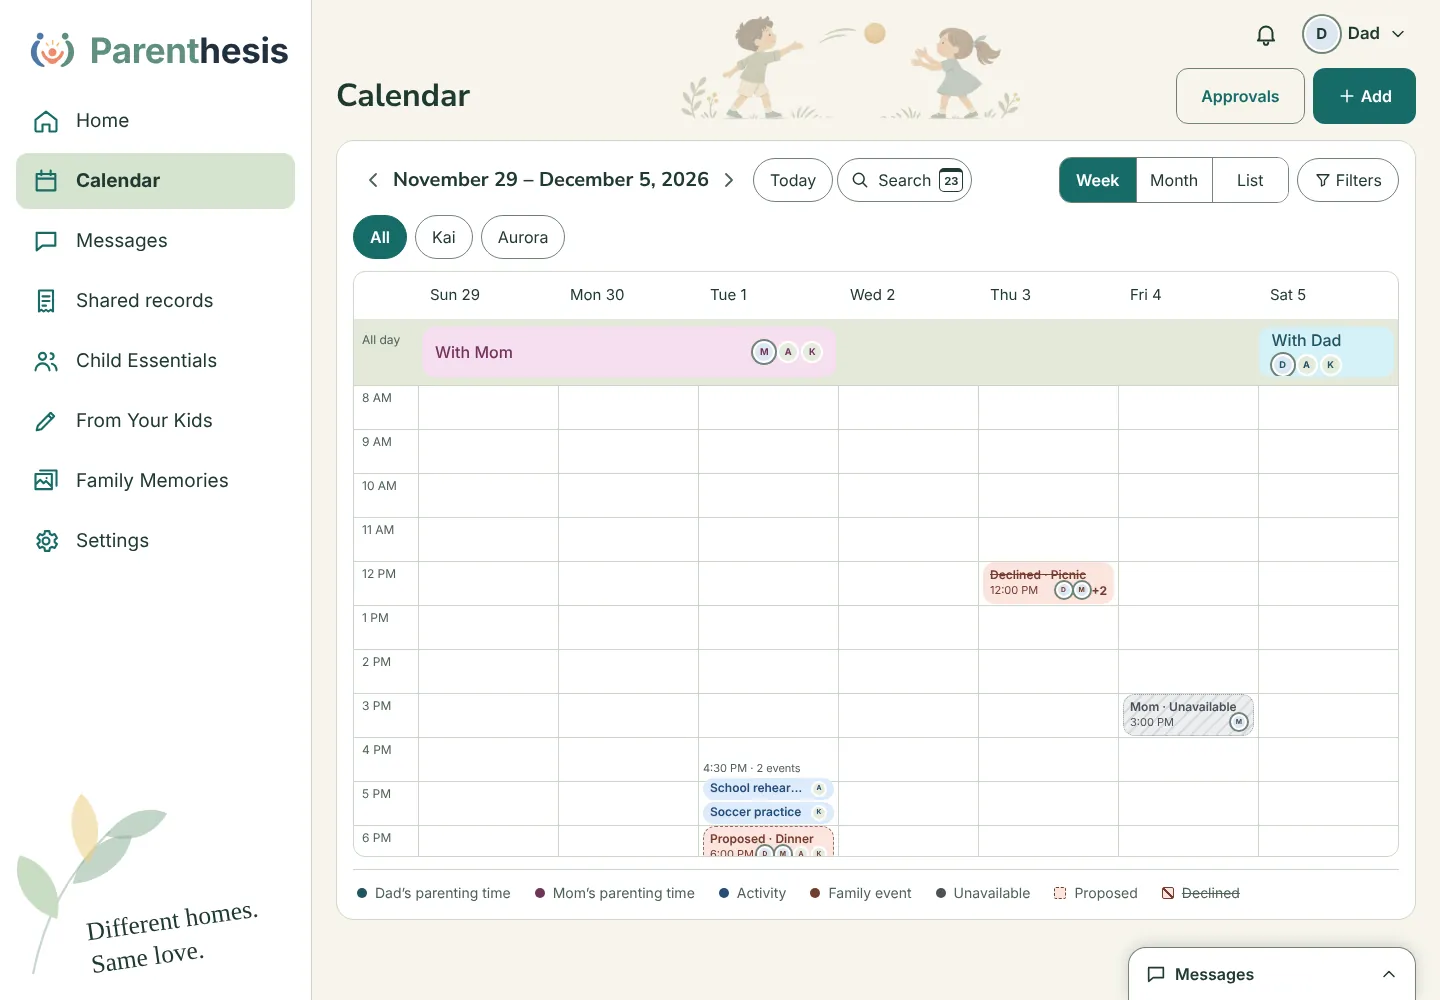 Parenthesis
Home
Calendar
Messages
Shared records
Child Essentials
From Your Kids
Family Memories
Settings
Different homes.
Same love.
D Dad
Calendar
Approvals
+ Add
November 29 – December 5, 2026
Today
Search 23
Week
Month
List
Filters
All
Kai
Aurora
Sun 29
Mon 30
Tue 1
Wed 2
Thu 3
Fri 4
Sat 5
All day
With Mom
M A K
With Dad
D A K
8 AM
9 AM
10 AM
11 AM
12 PM
Declined · Picnic
12:00 PM D M +2
1 PM
2 PM
3 PM
Mom · Unavailable
3:00 PM M
4 PM
4:30 PM · 2 events
5 PM
School rehear... A
Soccer practice K
6 PM
Proposed · Dinner
6:00 PM D M A K
Dad's parenting time
Mom's parenting time
Activity
Family event
Unavailable
Proposed
Declined
Messages